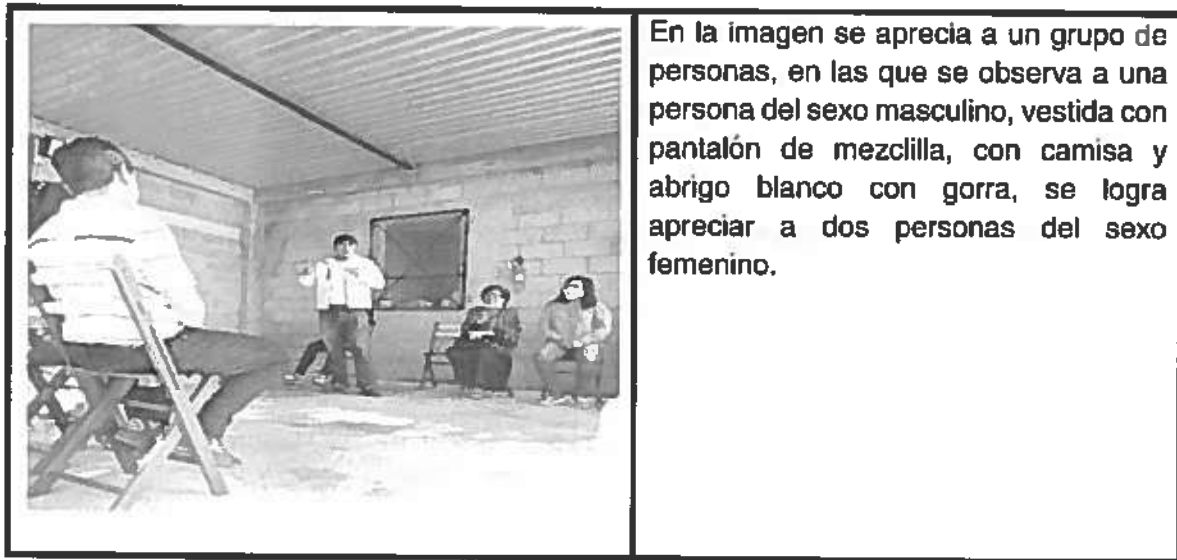 En la imagen se aprecia a un grupo de
personas, en las que se observa a una
persona del sexo masculino, vestida con
pantalón de mezclilla, con camisa y
abrigo blanco con gorra, se logra
apreciar a dos personas del sexo
femenino.